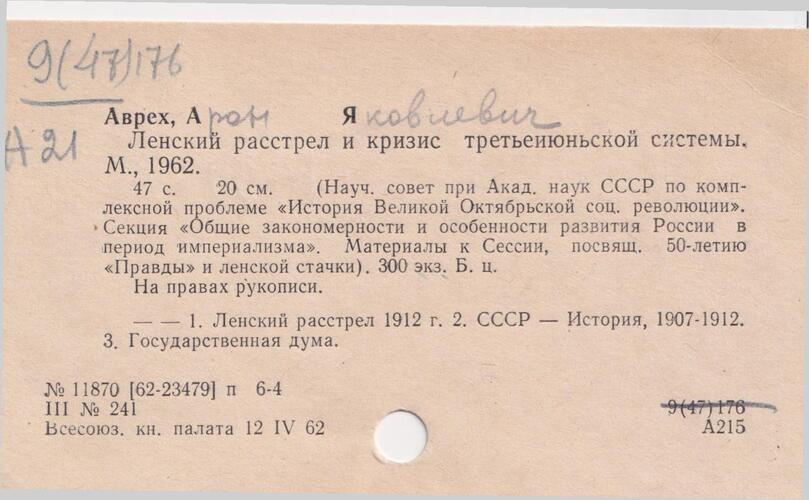 9(47)176
А21
Аврех, Арон Яковлевич
Ленский расстрел и кризис третьеиюньской системы.
М., 1962.
47 с. 20 см. (Науч. совет при Акад. наук СССР по комп-
лексной проблеме «История Великой Октябрьской соц. революции».
Секция «Общие закономерности и особенности развития России в
период империализма». Материалы к Сессии, посвящ. 50-летию
«Правды» и ленской стачки). 300 экз. Б. ц.
На правах рукописи.
— — 1. Ленский расстрел 1912 г. 2. СССР — История, 1907-1912.
3. Государственная дума.
№ 11870 [62-23479] п 6-4
III № 241
Всесоюз. кн. палата 12 IV 62
9(47)176
А215